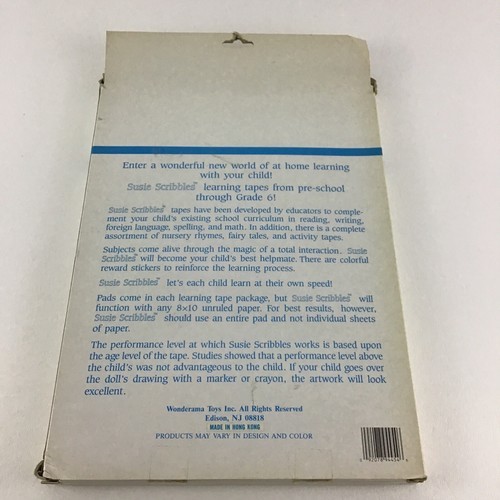 Enter a wonderful new world of at home learning
with your child!
Susie Scribbles™ learning tapes from pre-school
through Grade 6!
Susie Scribbles™ tapes have been developed by educators to comple-
ment your child's existing school curriculum in reading, writing,
foreign language, spelling, and math. In addition, there is a complete
assortment of nursery rhymes, fairy tales, and activity tapes.
Subjects come alive through the magic of a total interaction. Susie
Scribbles™ will become your child's best helpmate. There are colorful
reward stickers to reinforce the learning process.
Susie Scribbles™ let's each child learn at their own speed!
Pads come in each learning tape package, but Susie Scribbles™ will
function with any 8×10 unruled paper. For best results, however,
Susie Scribbles™ should use an entire pad and not individual sheets
of paper.
The performance level at which Susie Scribbles works is based upon
the age level of the tape. Studies showed that a performance level above
the child's was not advantageous to the child. If your child goes over
the doll's drawing with a marker or crayon, the artwork will look
excellent.
Wonderama Toys Inc. All Rights Reserved
Edison, NJ 08818
MADE IN HONG KONG
PRODUCTS MAY VARY IN DESIGN AND COLOR